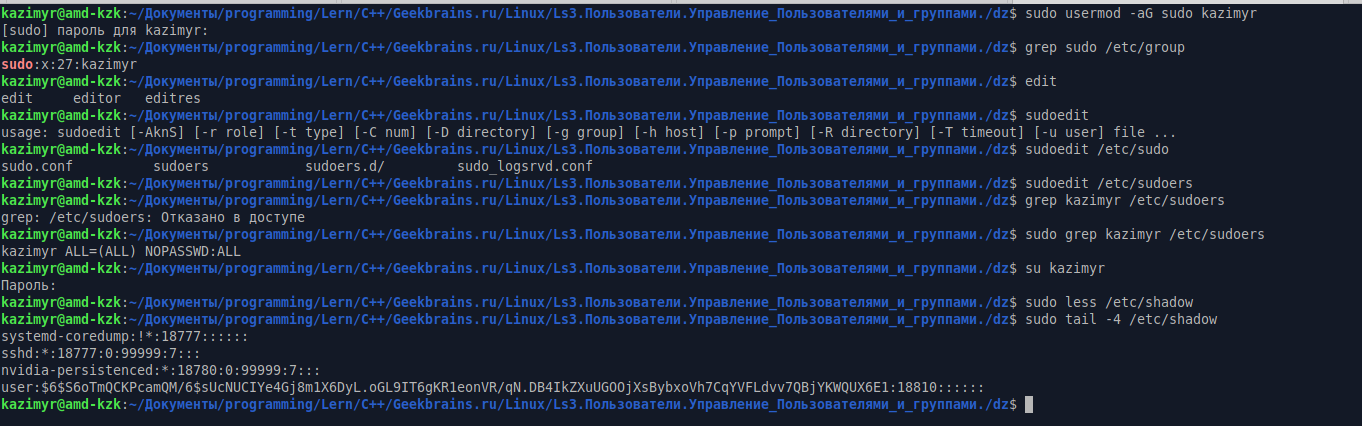 kazimyr@amd-kzk:~/Документы/programming/Lern/C++/Geekbrains.ru/Linux/Ls3.Пользователи.Управление_Пользователями_и_группами./dz$ sudo usermod -aG sudo kazimyr
[sudo] пароль для kazimyr:
kazimyr@amd-kzk:~/Документы/programming/Lern/C++/Geekbrains.ru/Linux/Ls3.Пользователи.Управление_Пользователями_и_группами./dz$ grep sudo /etc/group
sudo:x:27:kazimyr
kazimyr@amd-kzk:~/Документы/programming/Lern/C++/Geekbrains.ru/Linux/Ls3.Пользователи.Управление_Пользователями_и_группами./dz$ edit
edit     editor   editres
kazimyr@amd-kzk:~/Документы/programming/Lern/C++/Geekbrains.ru/Linux/Ls3.Пользователи.Управление_Пользователями_и_группами./dz$ sudoedit
usage: sudoedit [-AknS] [-r role] [-t type] [-C num] [-D directory] [-g group] [-h host] [-p prompt] [-R directory] [-T timeout] [-u user] file ...
kazimyr@amd-kzk:~/Документы/programming/Lern/C++/Geekbrains.ru/Linux/Ls3.Пользователи.Управление_Пользователями_и_группами./dz$ sudoedit /etc/sudo
sudo.conf          sudoers            sudoers.d/         sudo_logsrvd.conf
kazimyr@amd-kzk:~/Документы/programming/Lern/C++/Geekbrains.ru/Linux/Ls3.Пользователи.Управление_Пользователями_и_группами./dz$ sudoedit /etc/sudoers
kazimyr@amd-kzk:~/Документы/programming/Lern/C++/Geekbrains.ru/Linux/Ls3.Пользователи.Управление_Пользователями_и_группами./dz$ grep kazimyr /etc/sudoers
grep: /etc/sudoers: Отказано в доступе
kazimyr@amd-kzk:~/Документы/programming/Lern/C++/Geekbrains.ru/Linux/Ls3.Пользователи.Управление_Пользователями_и_группами./dz$ sudo grep kazimyr /etc/sudoers
kazimyr ALL=(ALL) NOPASSWD:ALL
kazimyr@amd-kzk:~/Документы/programming/Lern/C++/Geekbrains.ru/Linux/Ls3.Пользователи.Управление_Пользователями_и_группами./dz$ su kazimyr
Пароль:
kazimyr@amd-kzk:~/Документы/programming/Lern/C++/Geekbrains.ru/Linux/Ls3.Пользователи.Управление_Пользователями_и_группами./dz$ sudo less /etc/shadow
kazimyr@amd-kzk:~/Документы/programming/Lern/C++/Geekbrains.ru/Linux/Ls3.Пользователи.Управление_Пользователями_и_группами./dz$ sudo tail -4 /etc/shadow
systemd-coredump:!*:18777::::::
sshd:*:18777:0:99999:7:::
nvidia-persistenced:*:18780:0:99999:7:::
user:$6$S6oTmQCKPcamQM/6$sUcNUCIYe4Gj8m1X6DyL.oGL9IT6gKR1eonVR/qN.DB4IkZXuUGOOjXsBybxoVh7CqYVFLdvv7QBjYKWQUX6E1:18810::::::
kazimyr@amd-kzk:~/Документы/programming/Lern/C++/Geekbrains.ru/Linux/Ls3.Пользователи.Управление_Пользователями_и_группами./dz$